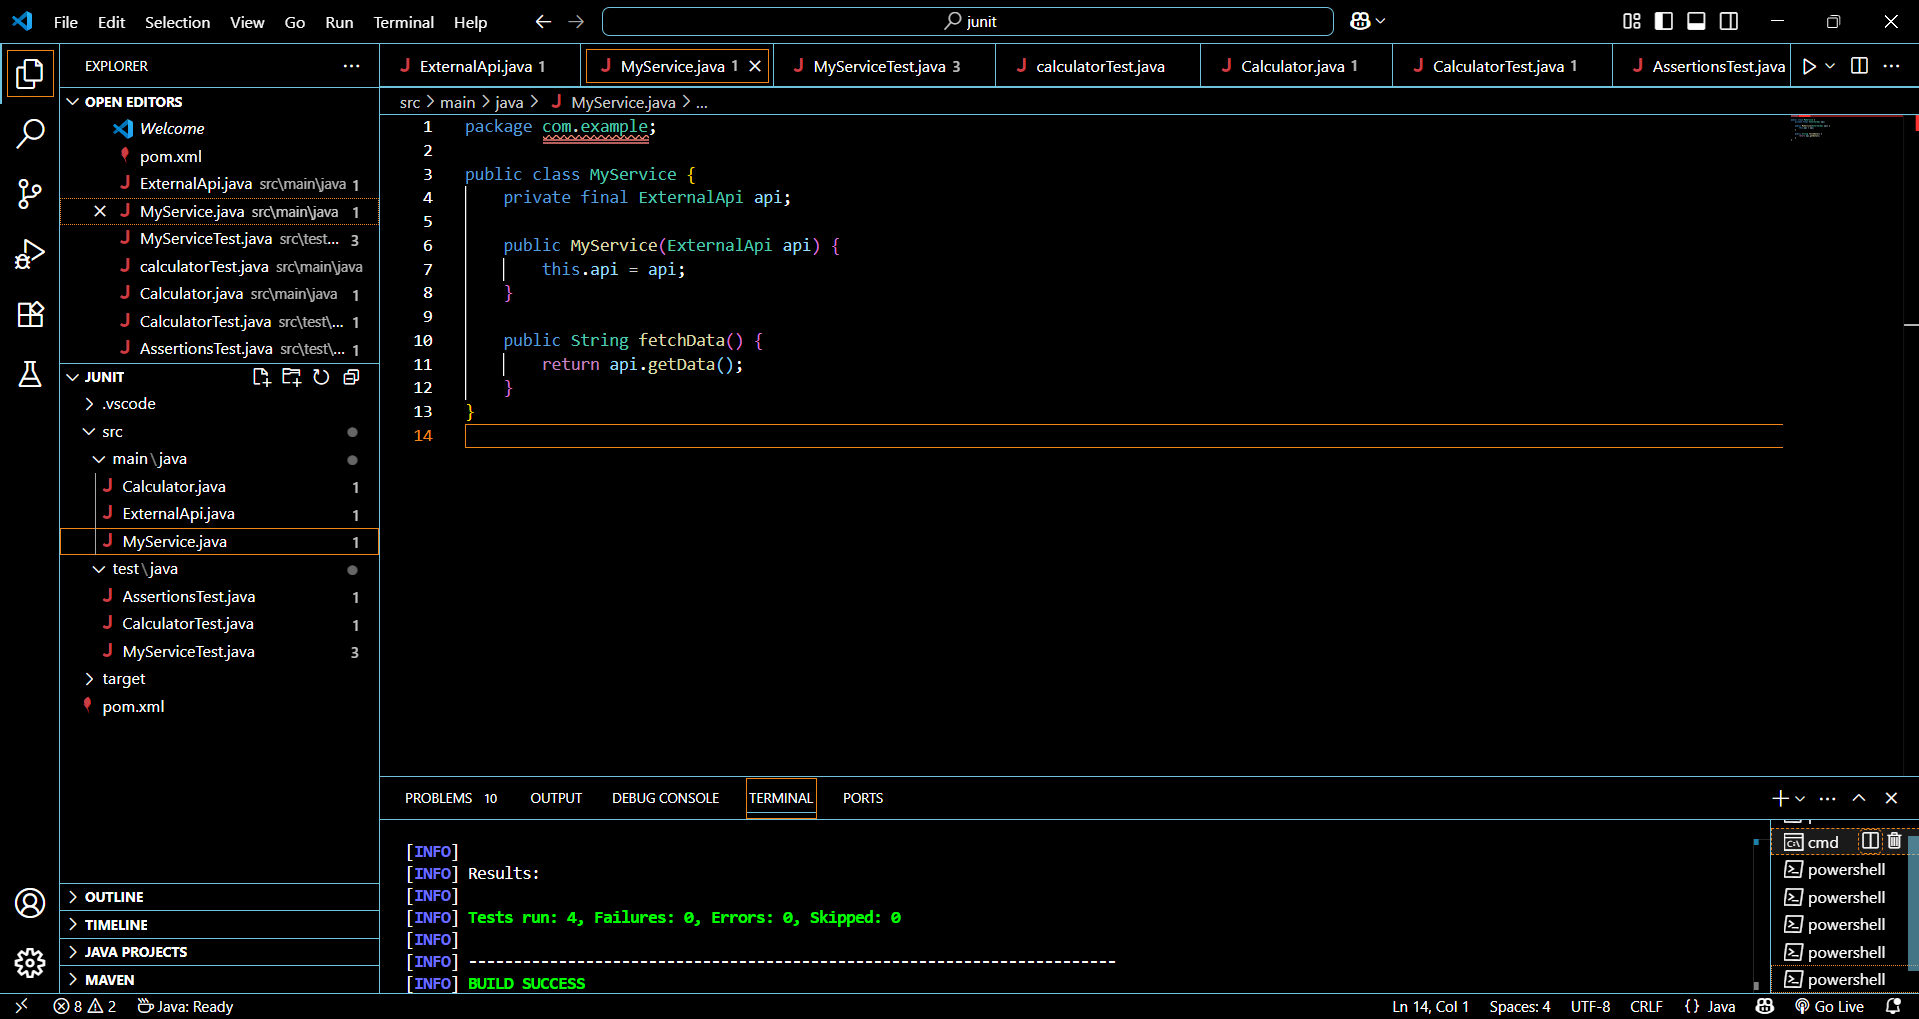 File Edit Selection View Go Run Terminal Help
junit
EXPLORER
OPEN EDITORS
Welcome
pom.xml
ExternalApi.java src\main\java 1
MyService.java src\main\java 1
MyServiceTest.java src\test... 3
calculatorTest.java src\main\java
Calculator.java src\main\java 1
CalculatorTest.java src\test\... 1
AssertionsTest.java src\test\... 1
JUNIT
.vscode
src
main\java
Calculator.java 1
ExternalApi.java 1
MyService.java 1
test\java
AssertionsTest.java 1
CalculatorTest.java 1
MyServiceTest.java 3
target
pom.xml
OUTLINE
TIMELINE
JAVA PROJECTS
MAVEN
ExternalApi.java 1 MyService.java 1 MyServiceTest.java 3 calculatorTest.java Calculator.java 1 CalculatorTest.java 1 AssertionsTest.java
src > main > java > MyService.java > ...
1 package com.example;
2
3 public class MyService {
4 private final ExternalApi api;
5
6 public MyService(ExternalApi api) {
7 this.api = api;
8 }
9
10 public String fetchData() {
11 return api.getData();
12 }
13 }
14
PROBLEMS 10 OUTPUT DEBUG CONSOLE TERMINAL PORTS
[INFO]
[INFO] Results:
[INFO]
[INFO] Tests run: 4, Failures: 0, Errors: 0, Skipped: 0
[INFO]
[INFO] ------------------------------------------------------------------------
[INFO] BUILD SUCCESS
cmd
powershell
powershell
powershell
powershell
powershell
8 2 Java: Ready Ln 14, Col 1 Spaces: 4 UTF-8 CRLF {} Java Go Live